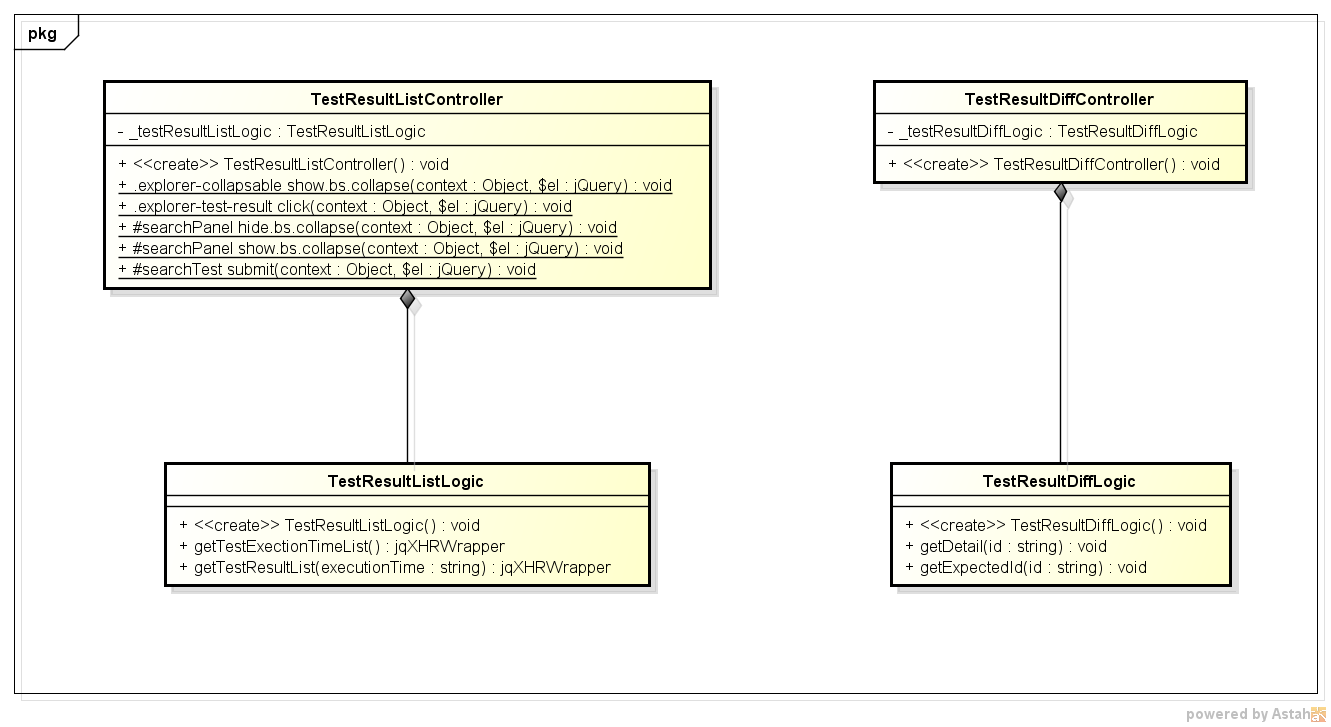 pkg
TestResultListController
- _testResultListLogic : TestResultListLogic
+ <<create>> TestResultListController() : void
+ .explorer-collapsable show.bs.collapse(context : Object, $el : jQuery) : void
+ .explorer-test-result click(context : Object, $el : jQuery) : void
+ #searchPanel hide.bs.collapse(context : Object, $el : jQuery) : void
+ #searchPanel show.bs.collapse(context : Object, $el : jQuery) : void
+ #searchTest submit(context : Object, $el : jQuery) : void
TestResultDiffController
- _testResultDiffLogic : TestResultDiffLogic
+ <<create>> TestResultDiffController() : void
TestResultListLogic
+ <<create>> TestResultListLogic() : void
+ getTestExectionTimeList() : jqXHRWrapper
+ getTestResultList(executionTime : string) : jqXHRWrapper
TestResultDiffLogic
+ <<create>> TestResultDiffLogic() : void
+ getDetail(id : string) : void
+ getExpectedId(id : string) : void
powered by Astah